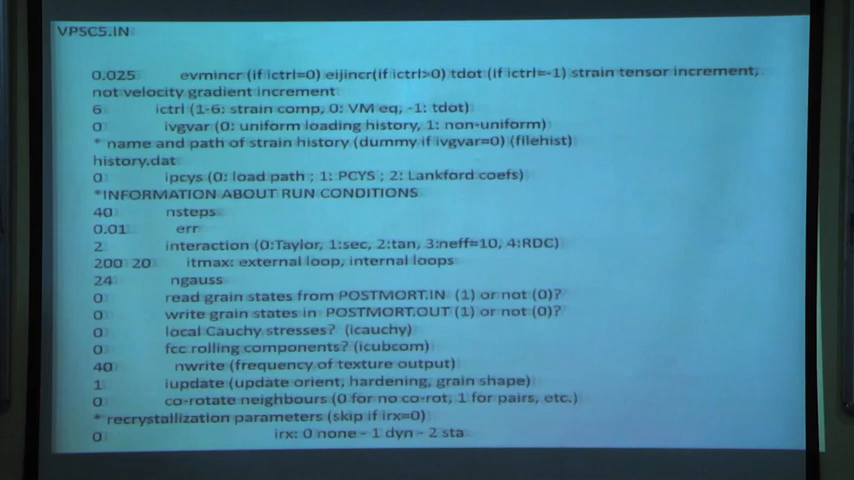 VPSC5.IN
0.025 evmincr (if ictrl=0) eijincr(if ictrl>0) tdot (if ictrl=-1) strain tensor increment,
not velocity gradient increment
6 ictrl (1-6: strain comp, 0: VM eq, -1: tdot)
0 ivgvar (0: uniform loading history, 1: non-uniform)
* name and path of strain history (dummy if ivgvar=0) (filehist)
history.dat
0 ipcys (0: load path ; 1: PCYS ; 2: Lankford coefs)
*INFORMATION ABOUT RUN CONDITIONS
40 nsteps
0.01 err
2 interaction (0:Taylor, 1:sec, 2:tan, 3:neff=10, 4:RDC)
200 20 itmax: external loop, internal loops
24 ngauss
0 read grain states from POSTMORT.IN (1) or not (0)?
0 write grain states in POSTMORT.OUT (1) or not (0)?
0 local Cauchy stresses? (icauchy)
0 fcc rolling components? (icubcom)
40 nwrite (frequency of texture output)
1 iupdate (update orient, hardening, grain shape)
0 co-rotate neighbours (0 for no co-rot, 1 for pairs, etc.)
* recrystallization parameters (skip if irx=0)
0 irx: 0 none - 1 dyn - 2 sta